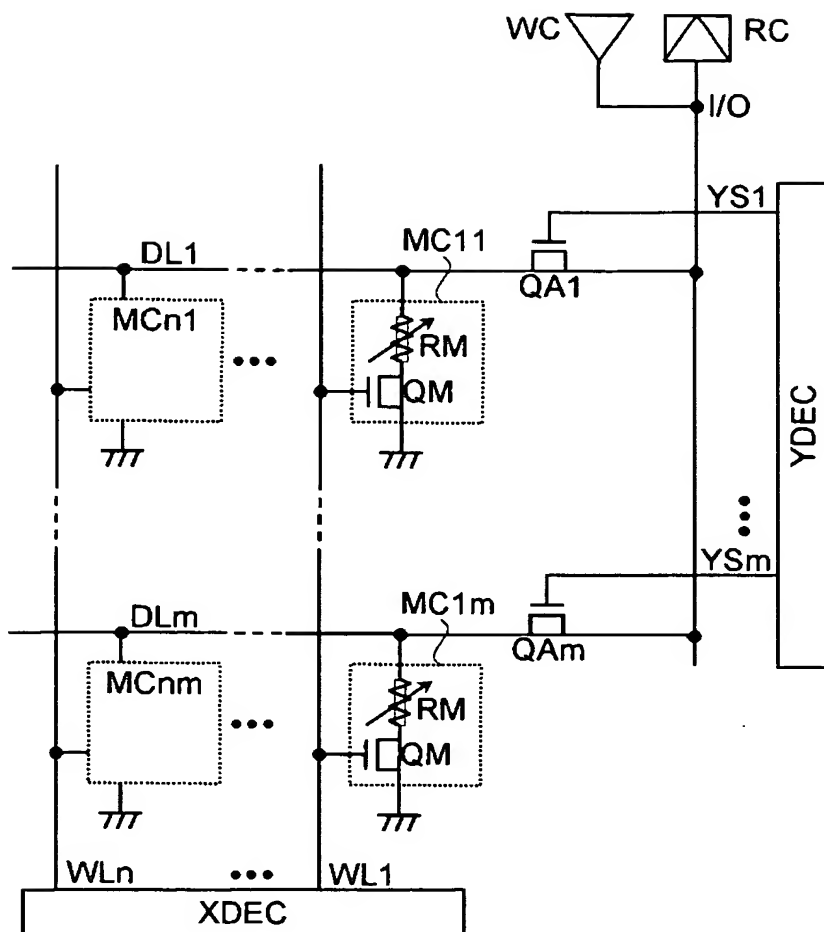 WC
RC
I/O
YS1
DL1
MC11
QA1
MCn1
•••
RM
QM
YDEC
•••
YSm
DLm
MC1m
QAm
MCnm
•••
RM
QM
WLn
•••
WL1
XDEC